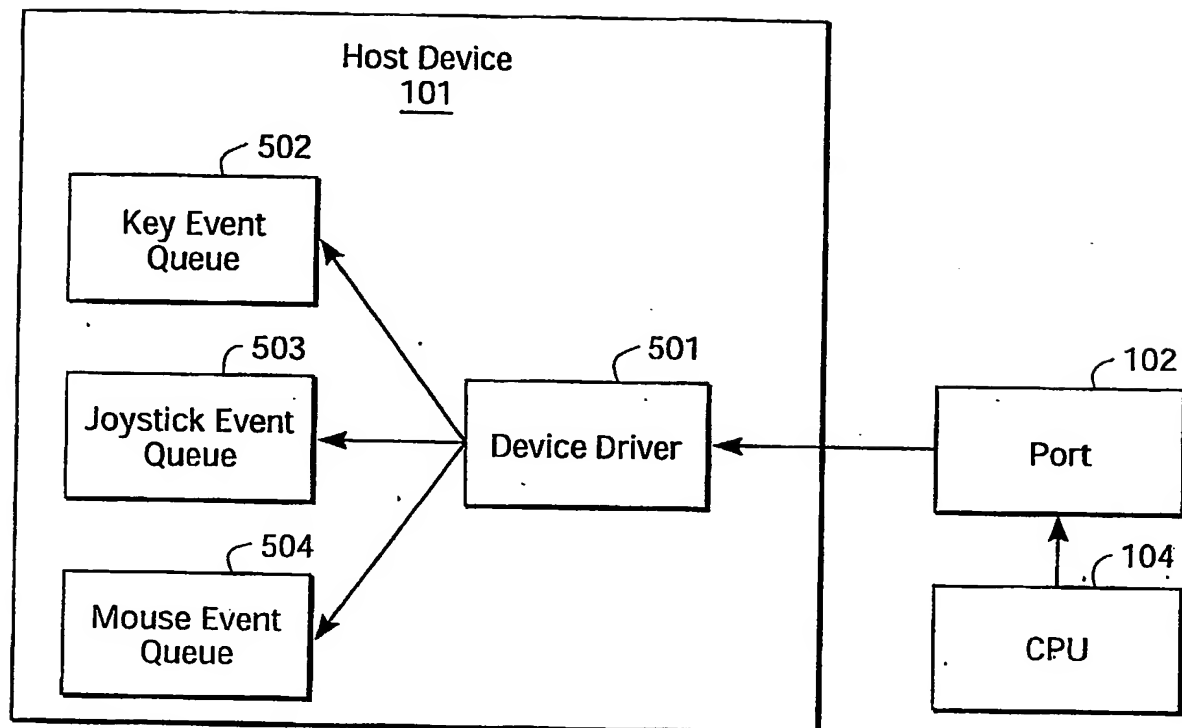 Host Device
101
502
Key Event
Queue
503
Joystick Event
Queue
501
Device Driver
102
Port
504
Mouse Event
Queue
104
CPU